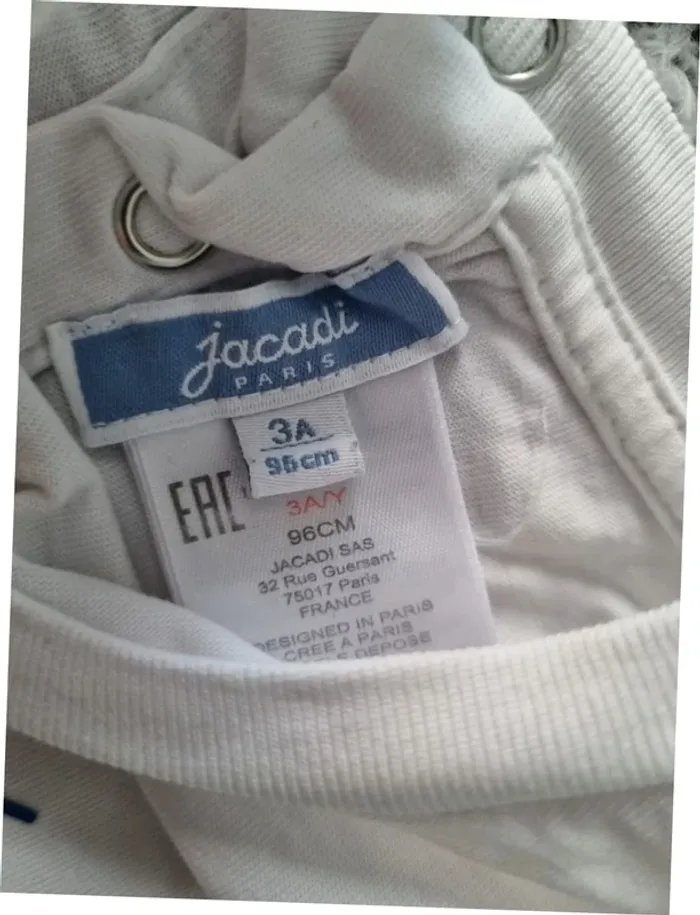 jacadi
PARIS
3A
96cm
EAC
3A/Y
96CM
JACADI SAS
32 Rue Guersant
75017 Paris
FRANCE
DESIGNED IN PARIS
CREE A PARIS
DEPOSE